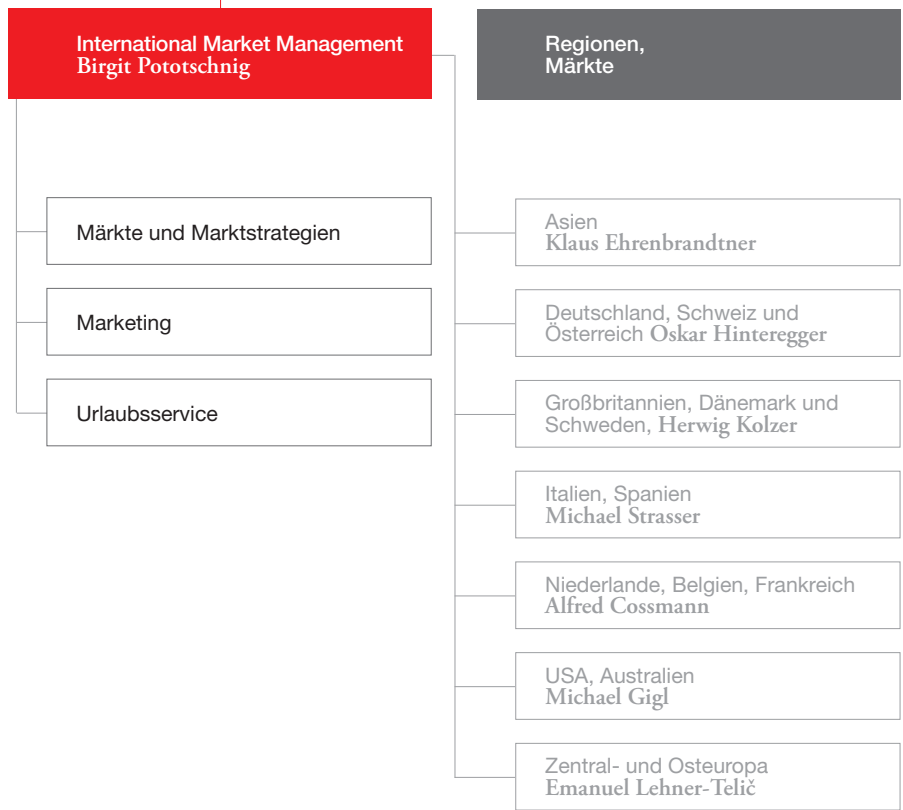 International Market Management
Birgit Pototschnig
Regionen,
Märkte
Märkte und Marktstrategien
Marketing
Urlaubsservice
Asien
Klaus Ehrenbrandtner
Deutschland, Schweiz und
Österreich Oskar Hinteregger
Großbritannien, Dänemark und
Schweden, Herwig Kolzer
Italien, Spanien
Michael Strasser
Niederlande, Belgien, Frankreich
Alfred Cossmann
USA, Australien
Michael Gigl
Zentral- und Osteuropa
Emanuel Lehner-Telič